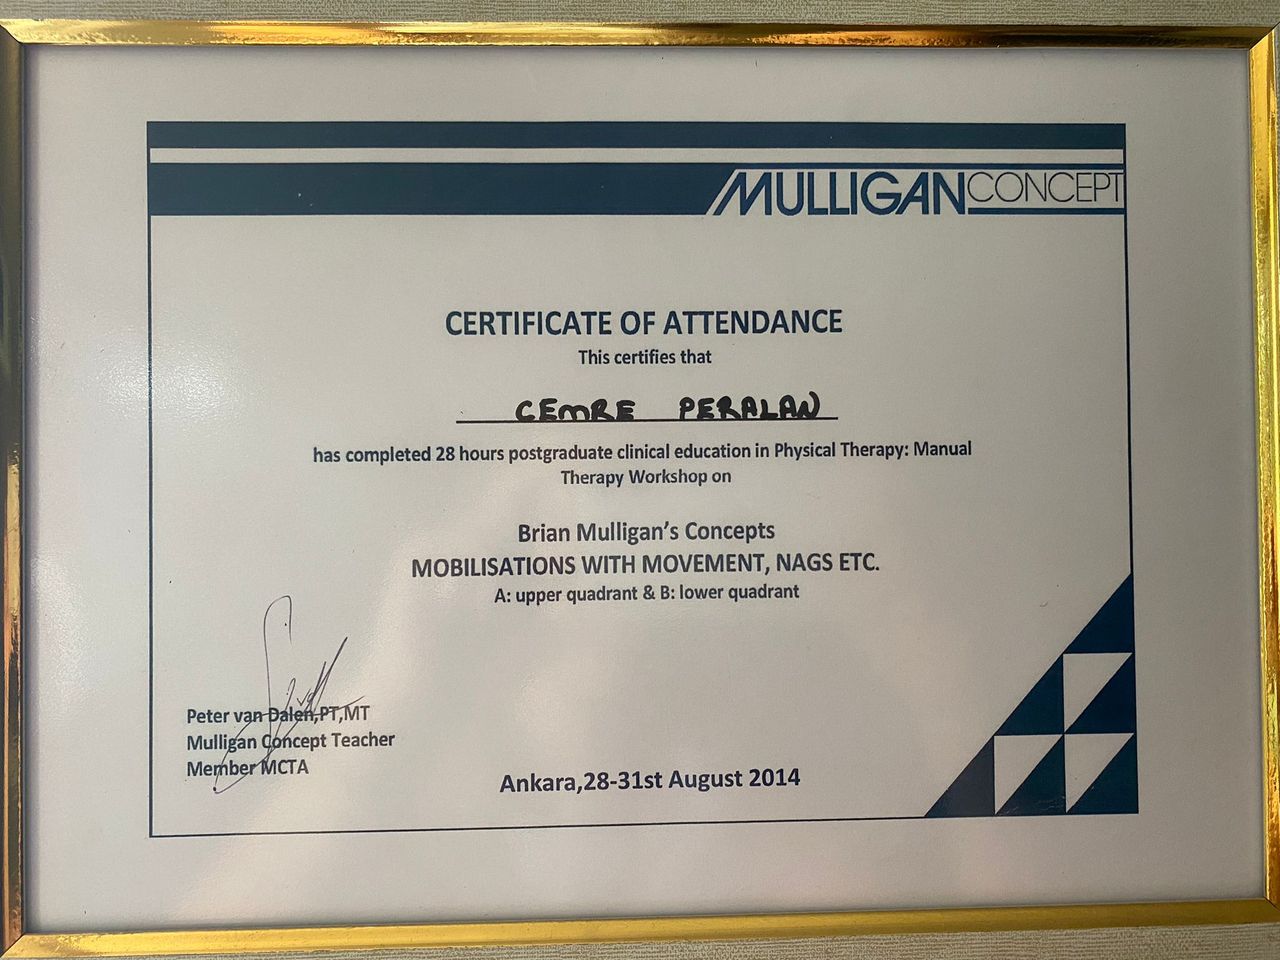 MULLIGANCONCEPT
CERTIFICATE OF ATTENDANCE
This certifies that
CEMRE PERALAN
has completed 28 hours postgraduate clinical education in Physical Therapy: Manual
Therapy Workshop on
Brian Mulligan's Concepts
MOBILISATIONS WITH MOVEMENT, NAGS ETC.
A: upper quadrant & B: lower quadrant
Peter van Dalen,PT,MT
Mulligan Concept Teacher
Member MCTA
Ankara,28-31st August 2014